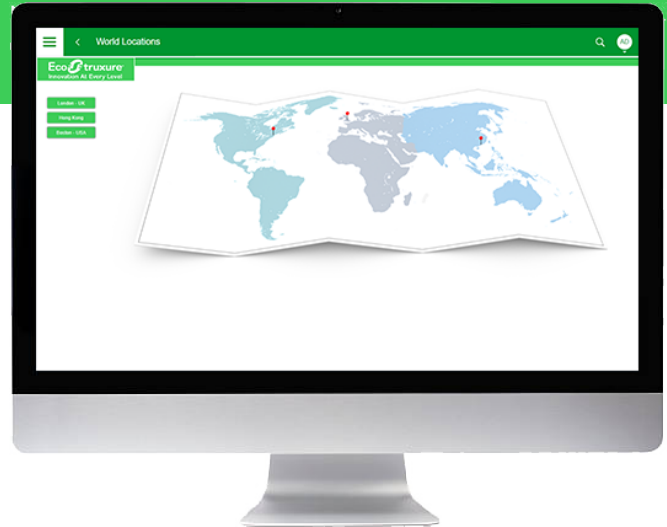 World Locations
AD
EcoStruxure
Innovation At Every Level
London - UK
Hong Kong
Boston - USA